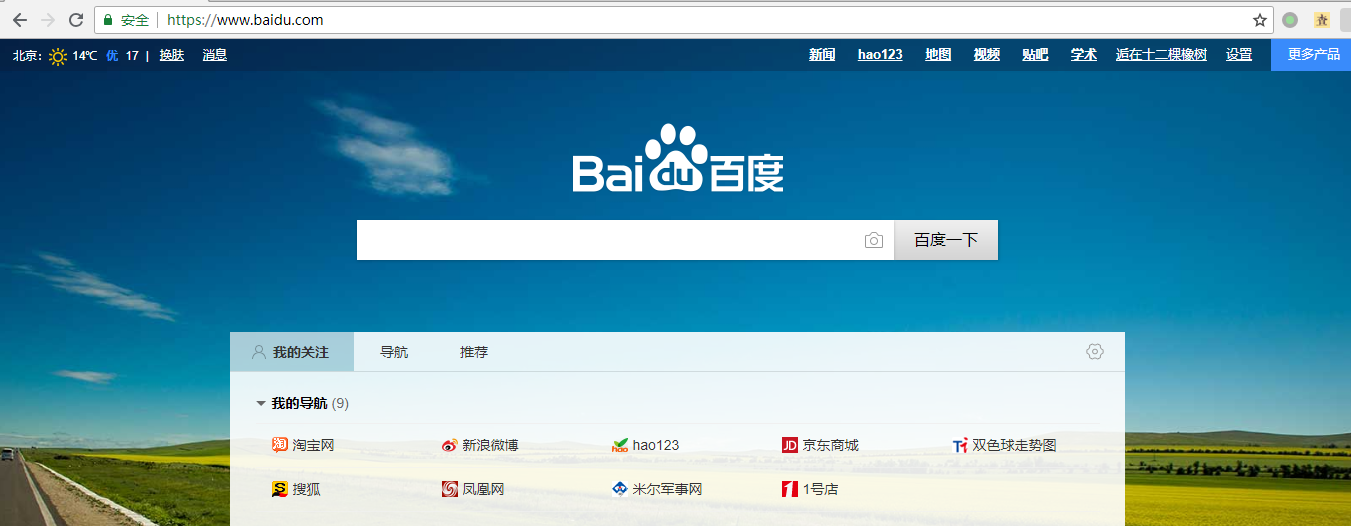 安全 https://www.baidu.com
北京: 14℃ 优 17 | 换肤 消息 新闻 hao123 地图 视频 贴吧 学术 逅在十二棵橡树 设置 更多产品
Bai du 百度
百度一下
我的关注 导航 推荐
我的导航 (9)
淘宝网 新浪微博 hao123 京东商城 双色球走势图
搜狐 凤凰网 米尔军事网 1号店